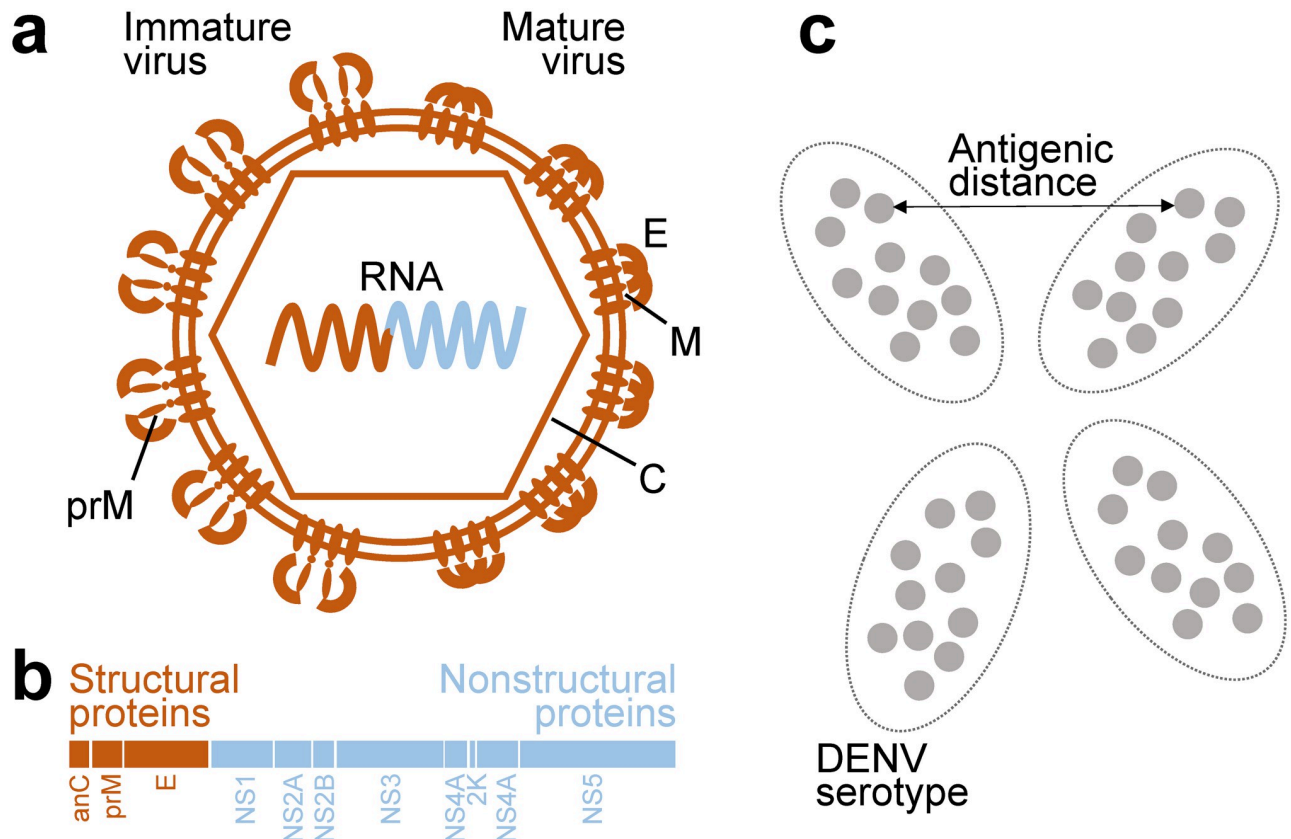 a
Immature
virus
Mature
virus
RNA
E
M
C
prM
b
Structural
proteins
Nonstructural
proteins
anC
prM
E
NS1
NS2A
NS2B
NS3
NS4A
2K
NS4A
NS5
c
Antigenic
distance
DENV
serotype